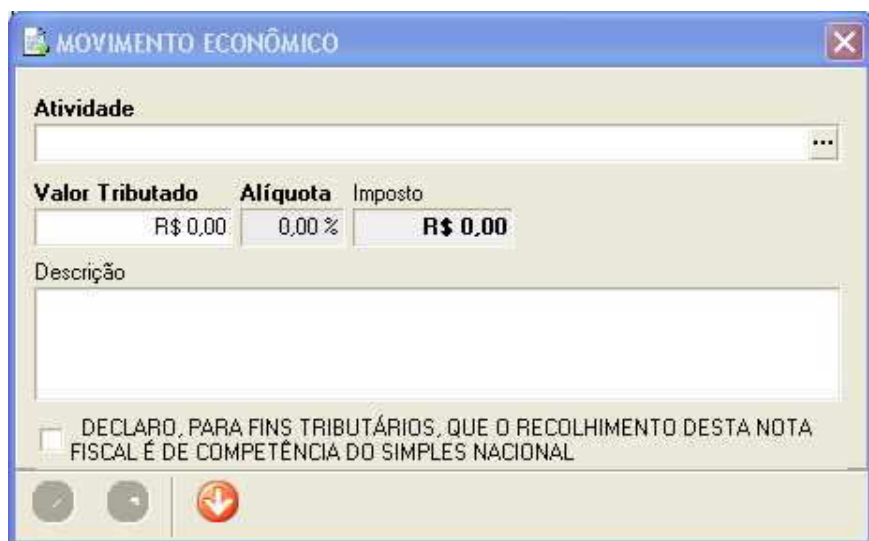 MOVIMENTO ECONÔMICO
Atividade
...
Valor Tributado Alíquota Imposto
R$ 0,00 0,00 % R$ 0,00
Descrição
DECLARO, PARA FINS TRIBUTÁRIOS, QUE O RECOLHIMENTO DESTA NOTA
FISCAL É DE COMPETÊNCIA DO SIMPLES NACIONAL